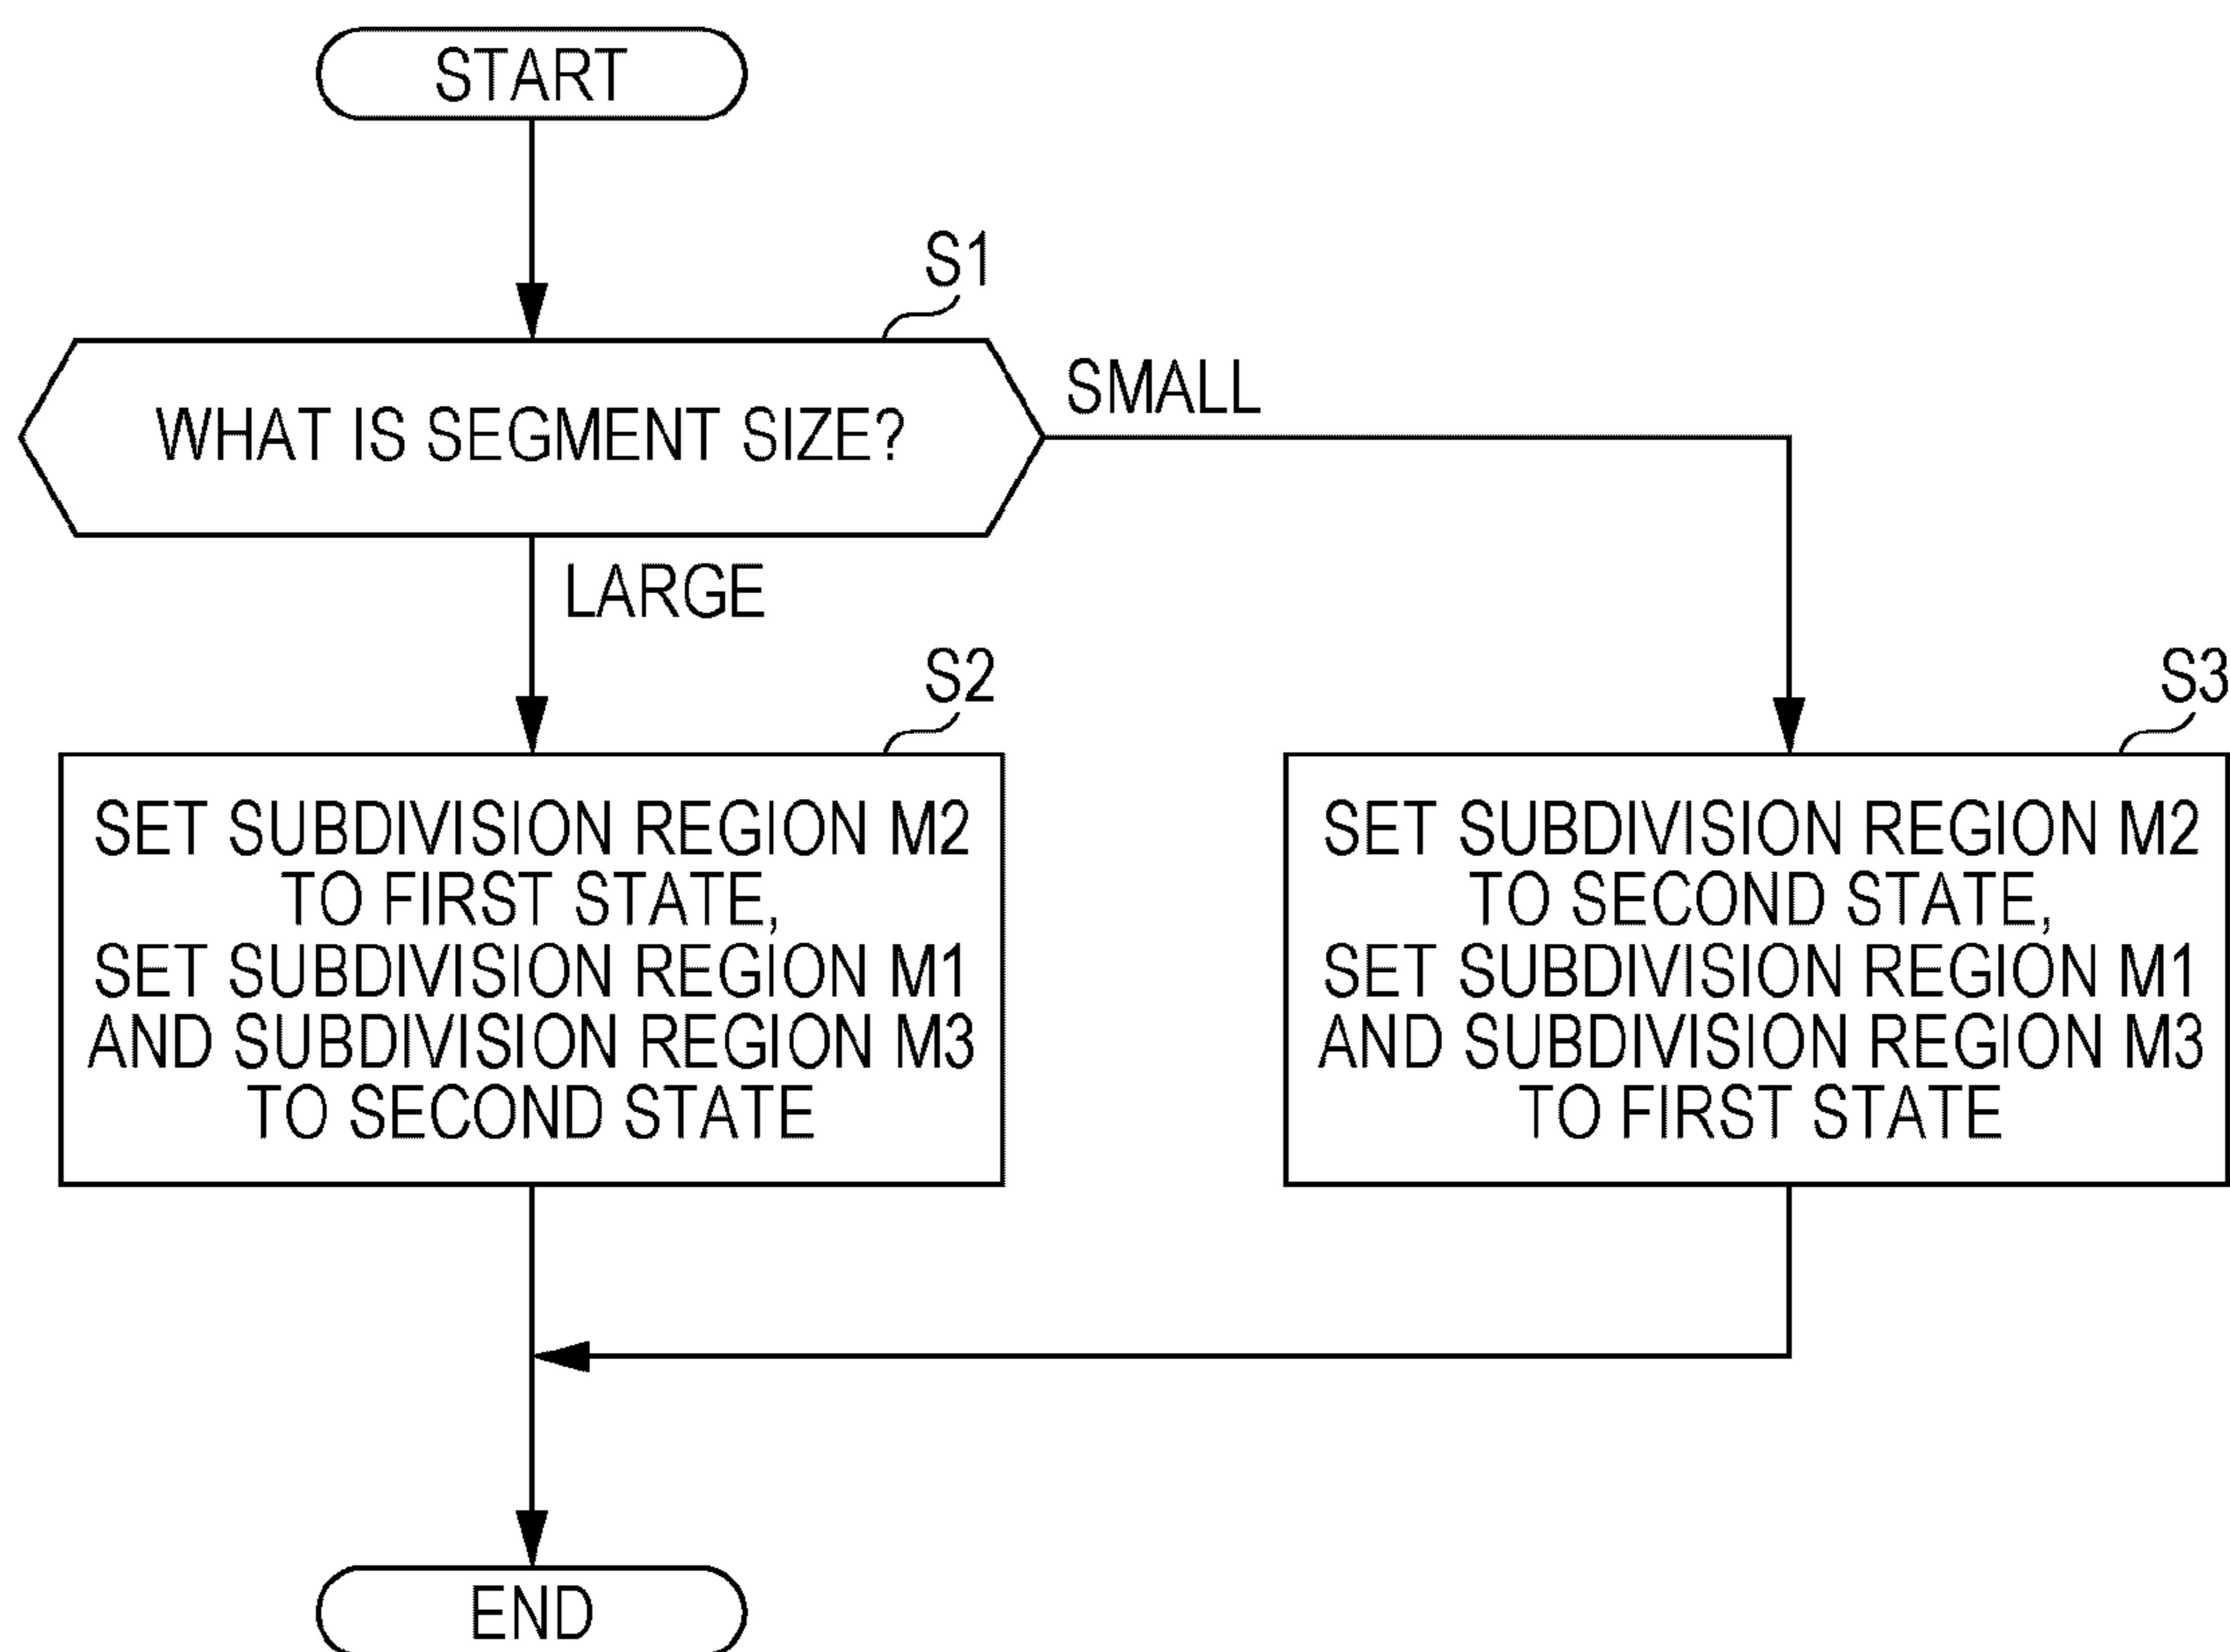 START
S1
WHAT IS SEGMENT SIZE?
SMALL
LARGE
S2
SET SUBDIVISION REGION M2
TO FIRST STATE,
SET SUBDIVISION REGION M1
AND SUBDIVISION REGION M3
TO SECOND STATE
S3
SET SUBDIVISION REGION M2
TO SECOND STATE,
SET SUBDIVISION REGION M1
AND SUBDIVISION REGION M3
TO FIRST STATE
END